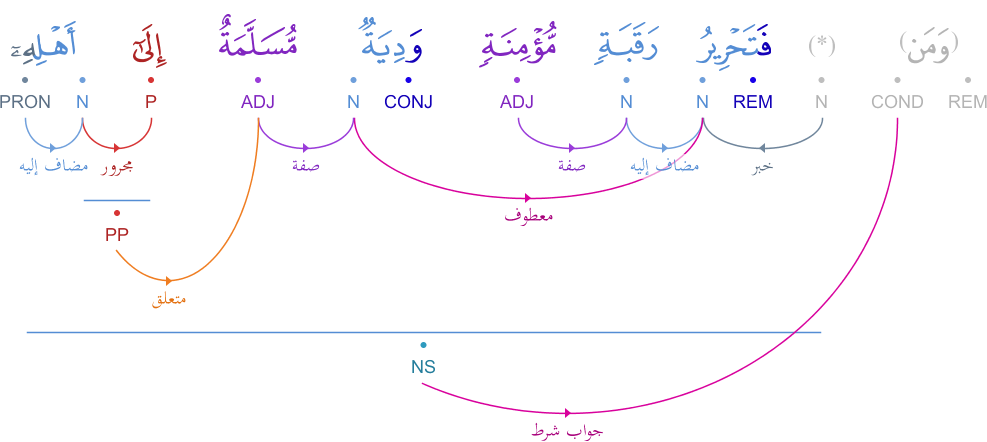 (وَمَن) (*) فَتَحْرِيرُ رَقَبَةٍ مُّؤْمِنَةٍ وَدِيَةٌ مُّسَلَّمَةٌ إِلَىٰٓ أَهْلِهِۦٓ
REM COND N REM N N ADJ CONJ N ADJ P N PRON
خبر مضاف إليه صفة صفة مجرور مضاف إليه
معطوف
PP
متعلق
NS
جواب شرط